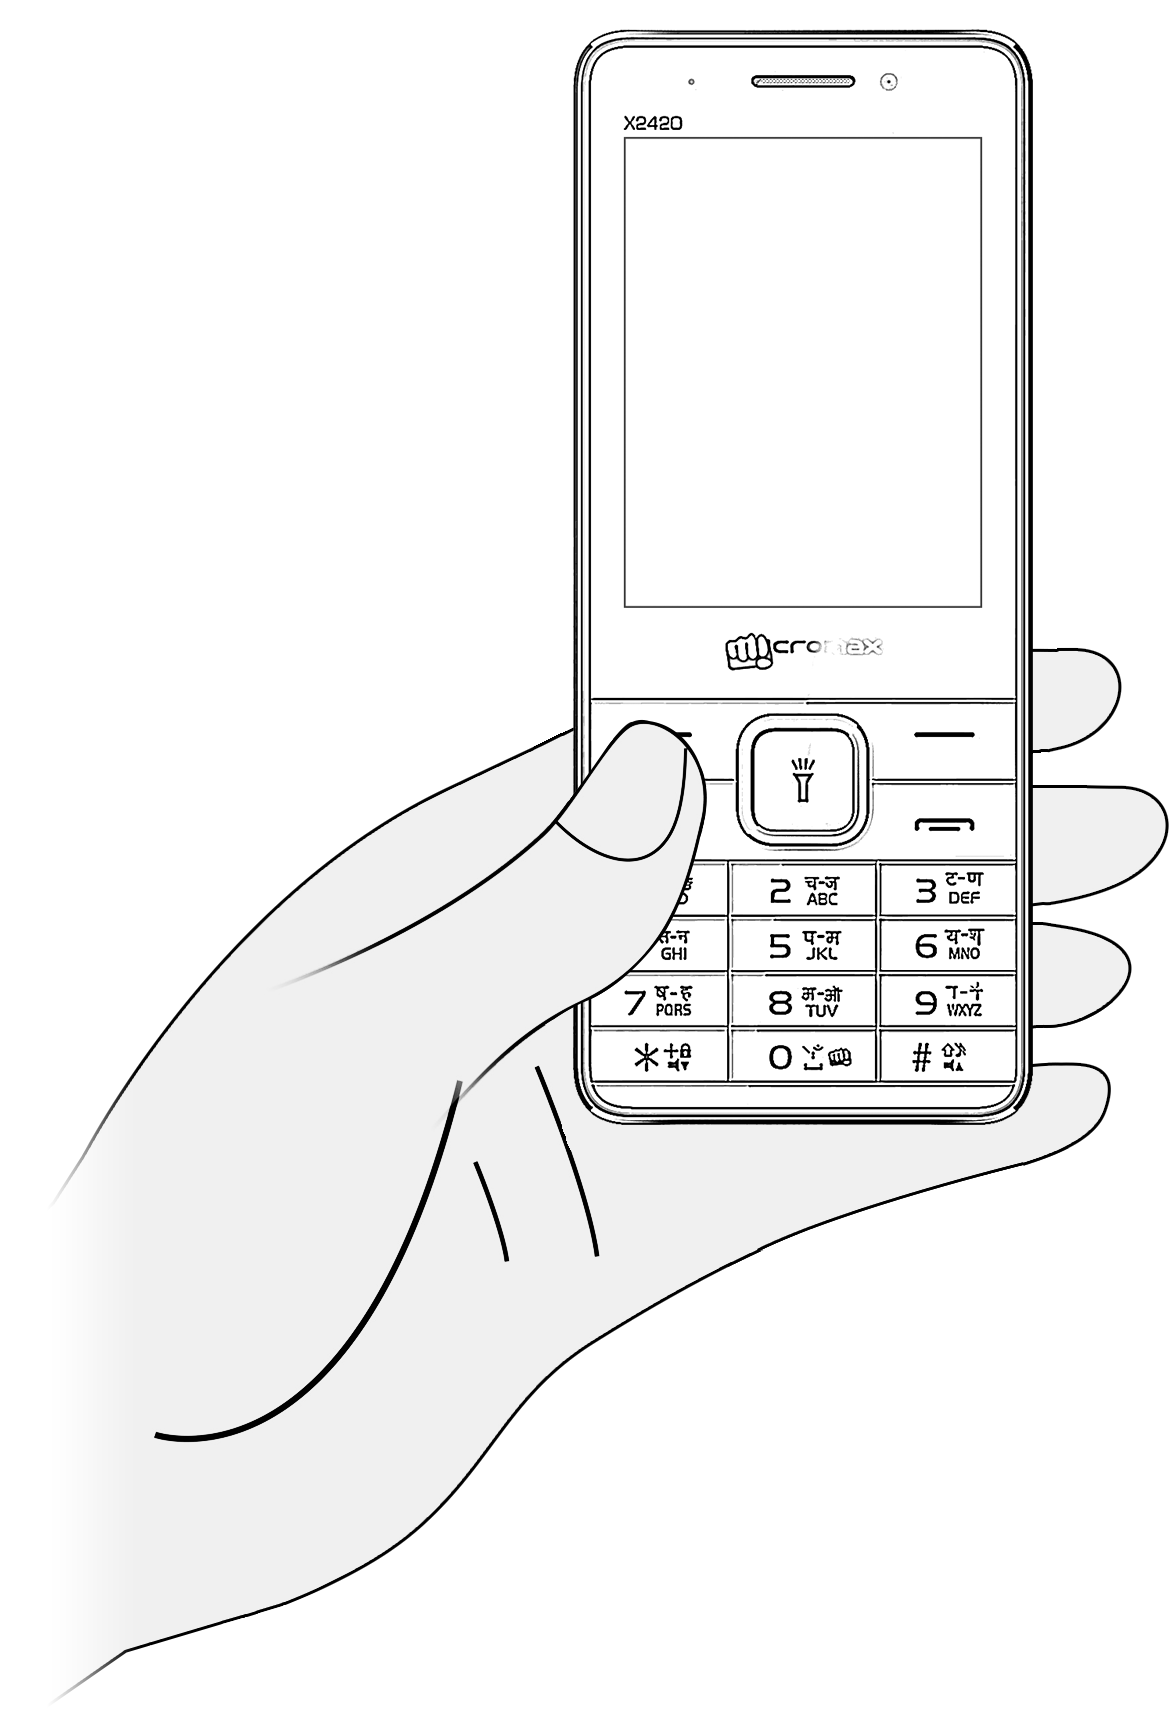 X2420
micromax
2 च-ज ABC
3 ट-ण DEF
त-न GHI
5 प-म JKL
6 य-श MNO
7 ष-ह PQRS
8 अ-ओ TUV
9 WXYZ
*
0
#